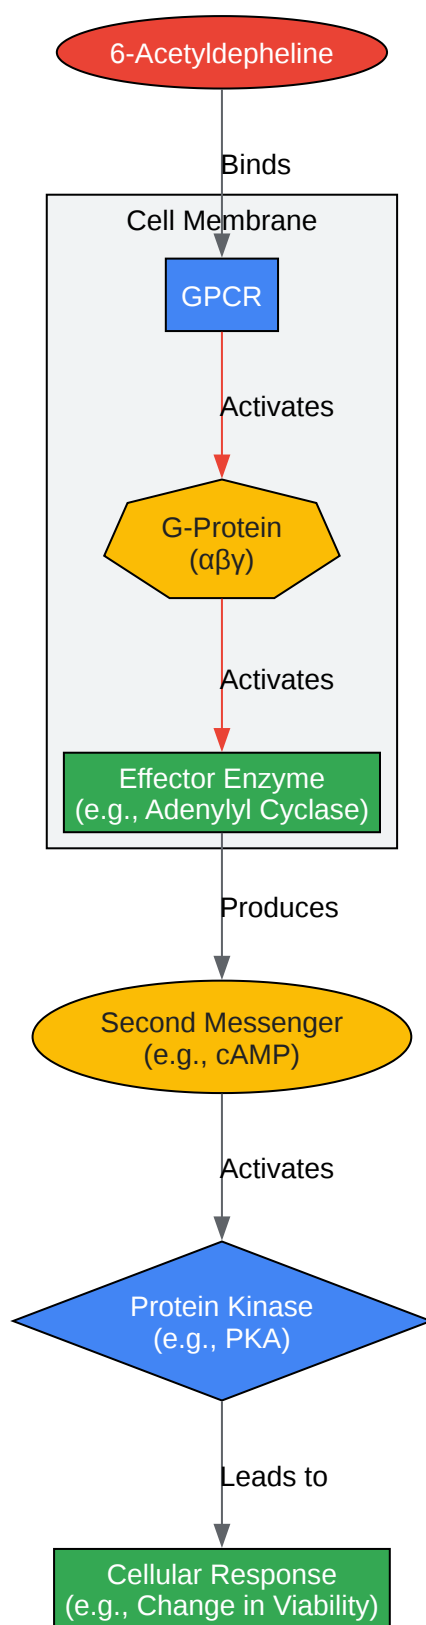 6-Acetyldepheline
Binds
Cell Membrane
GPCR
Activates
G-Protein
(αβγ)
Activates
Effector Enzyme
(e.g., Adenylyl Cyclase)
Produces
Second Messenger
(e.g., cAMP)
Activates
Protein Kinase
(e.g., PKA)
Leads to
Cellular Response
(e.g., Change in Viability)